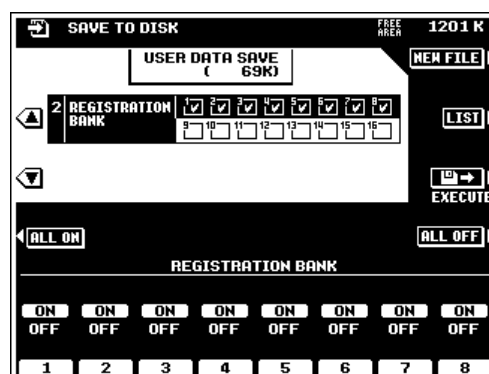 SAVE TO DISK
FREE AREA 1201 K
USER DATA SAVE
( 69K)
NEW FILE
2 REGISTRATION BANK
1 2 3 4 5 6 7 8
9 10 11 12 13 14 15 16
LIST
EXECUTE
ALL ON
ALL OFF
REGISTRATION BANK
ON ON ON ON ON ON ON ON
OFF OFF OFF OFF OFF OFF OFF OFF
1 2 3 4 5 6 7 8